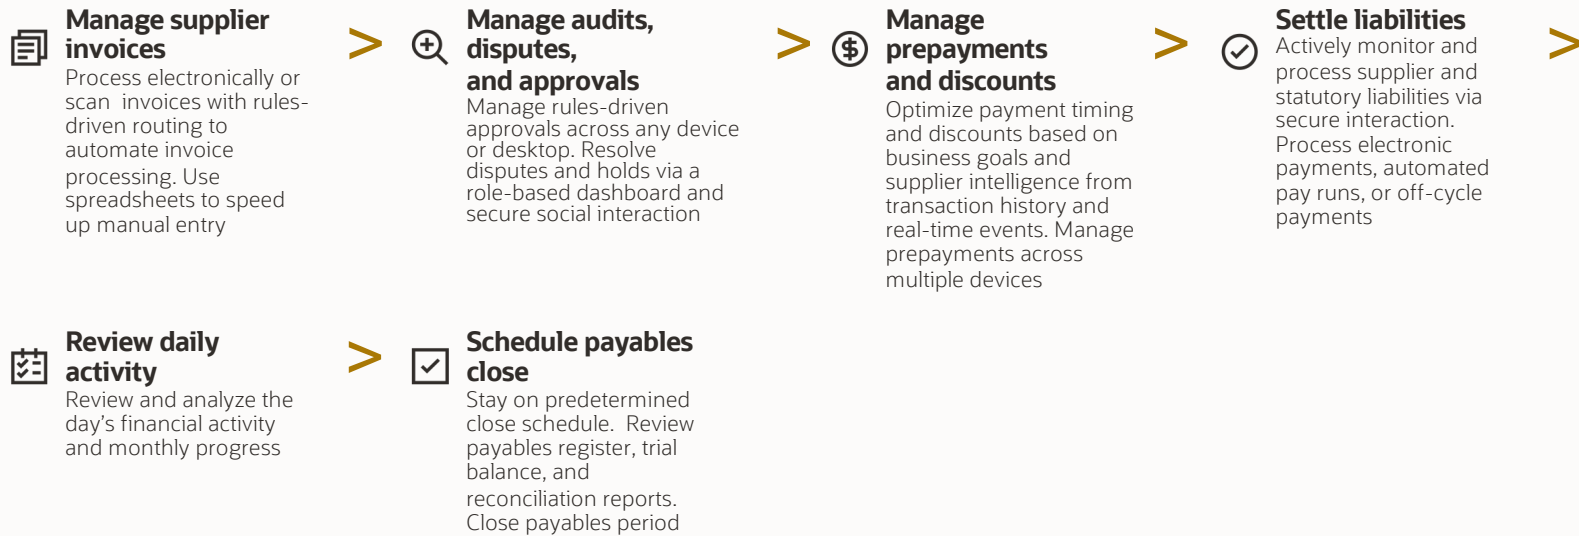 Manage supplier
invoices
Process electronically or
scan  invoices with rules-
driven routing to
automate invoice
processing. Use
spreadsheets to speed
up manual entry
>
Manage audits,
disputes,
and approvals
Manage rules-driven
approvals across any device
or desktop. Resolve
disputes and holds via a
role-based dashboard and
secure social interaction
>
Manage
prepayments
and discounts
Optimize payment timing
and discounts based on
business goals and
supplier intelligence from
transaction history and
real-time events. Manage
prepayments across
multiple devices
>
Settle liabilities
Actively monitor and
process supplier and
statutory liabilities via
secure interaction.
Process electronic
payments, automated
pay runs, or off-cycle
payments
>
Review daily
activity
Review and analyze the
day’s financial activity
and monthly progress
>
Schedule payables
close
Stay on predetermined
close schedule.  Review
payables register, trial
balance, and
reconciliation reports.
Close payables period